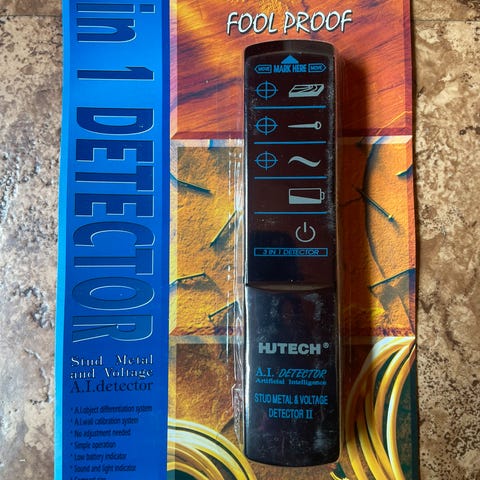 FOOL PROOF
in 1 DETECTOR
MOVE MARK HERE MOVE
3 IN 1 DETECTOR
HJTECH®
A.I. DETECTOR
Artificial Intelligence
STUD METAL & VOLTAGE
DETECTOR II
Stud Metal
and Voltage
A.I.detector
• A.I.object differentiation system
• A.I.wall calibration system
• No adjustment needed
• Simple operation
• Low battery indicator
• Sound and light indicator